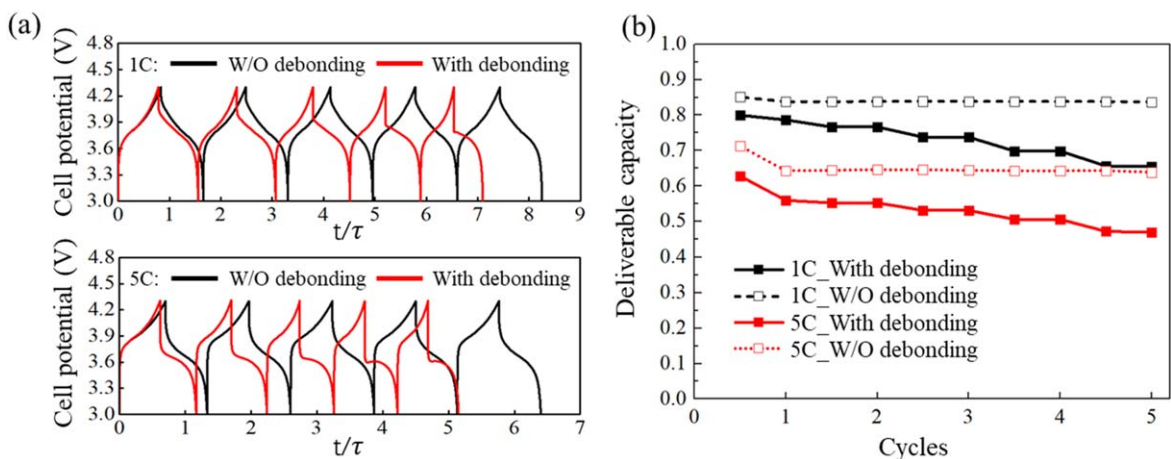 (a)
4.8
1C: W/O debonding With debonding
4.5
4.2
3.9
3.6
3.3
3.0
Cell potential (V)
0 1 2 3 4 5 6 7 8 9
t/τ
4.8
5C: W/O debonding With debonding
4.5
4.2
3.9
3.6
3.3
3.0
Cell potential (V)
0 1 2 3 4 5 6 7
t/τ
(b)
1.0
0.9
0.8
0.7
0.6
0.5
0.4
0.3
0.2
0.1
0.0
Deliverable capacity
1C_With debonding
1C_W/O debonding
5C_With debonding
5C_W/O debonding
0 1 2 3 4 5
Cycles